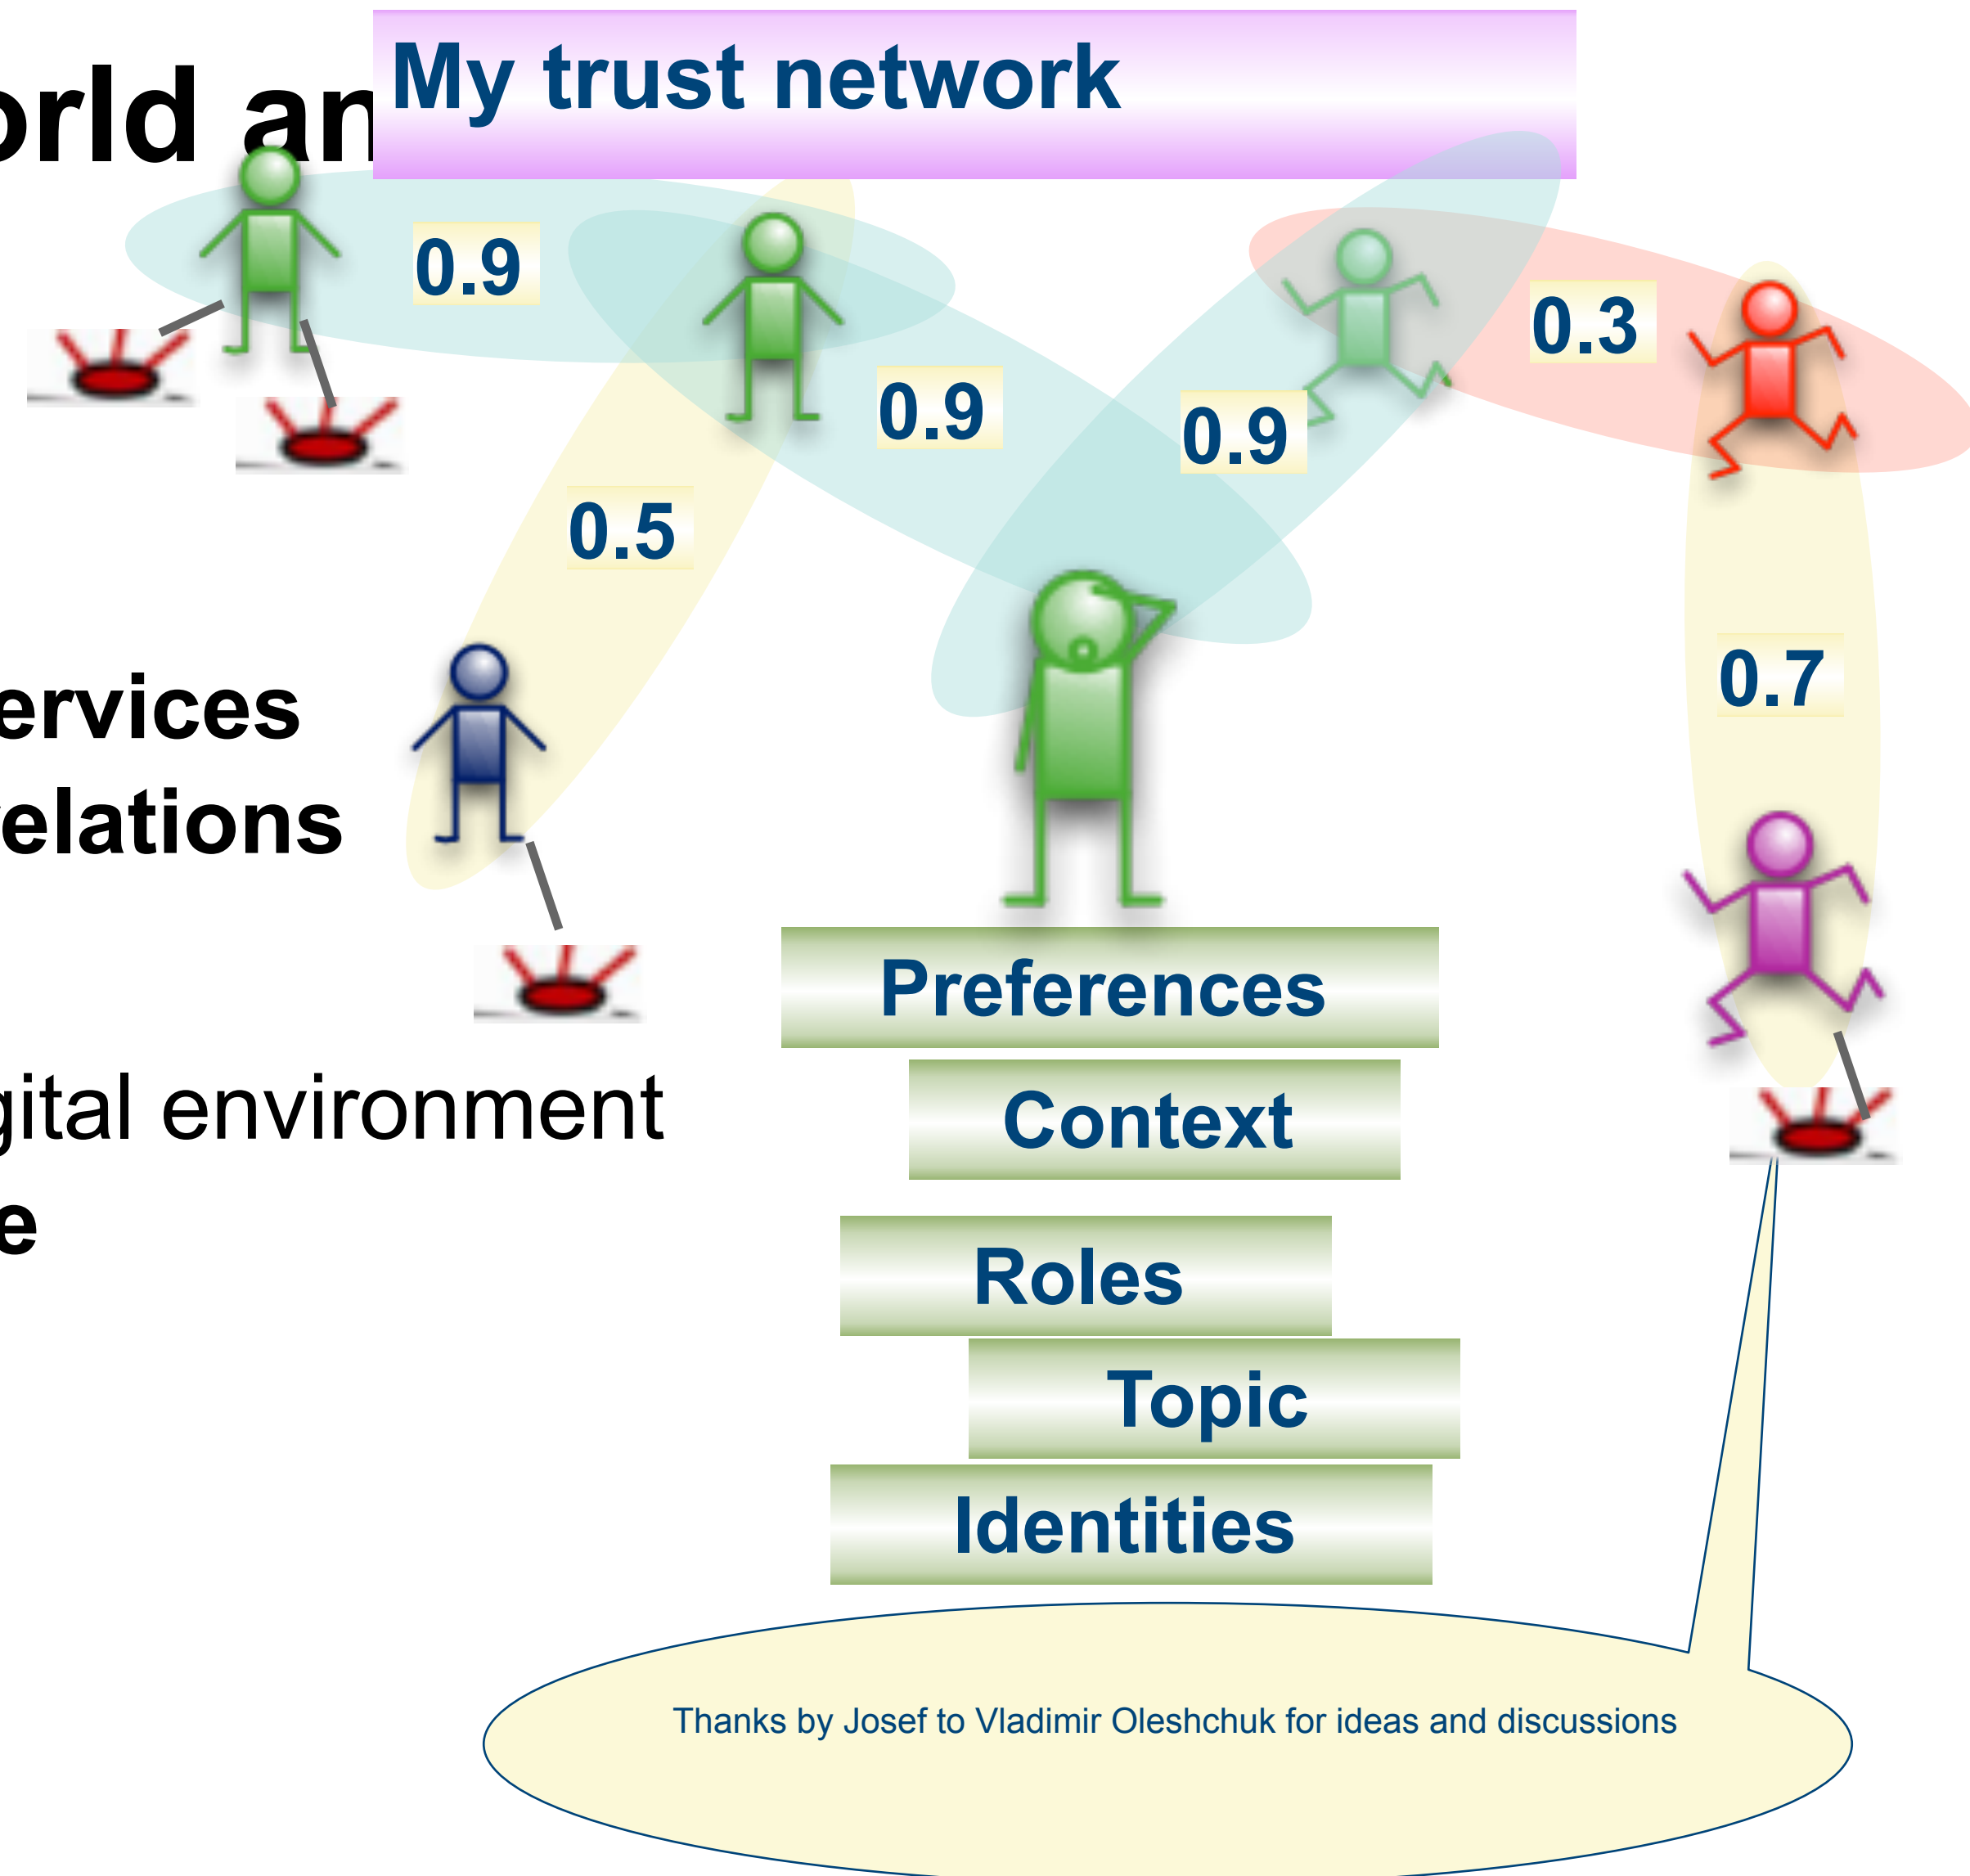 My trust network
orld an
0.9
0.3
0.9
0.9
0.5
ervices
0.7
elations
Preferences
gital environment
Context
e
Roles
Topic
Identities
Thanks by Josef to Vladimir Oleshchuk for ideas and discussions